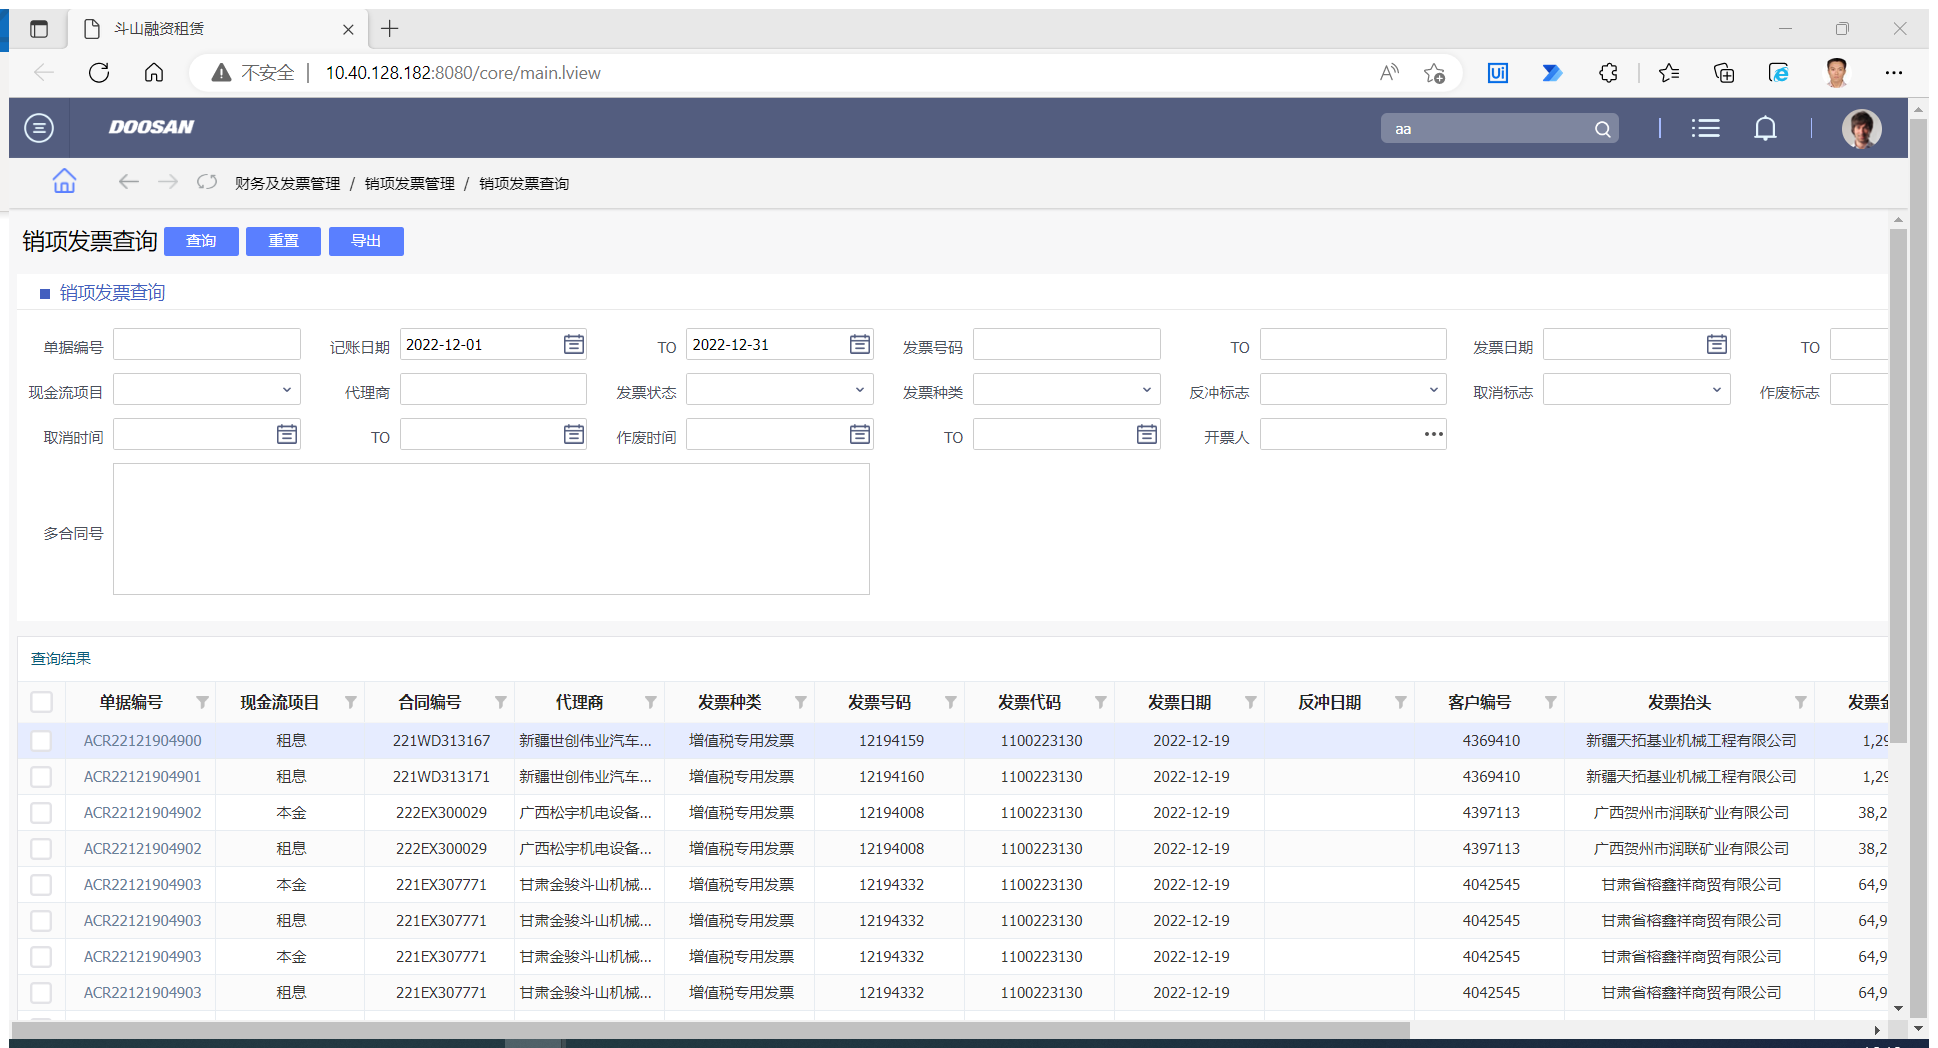 斗山融资租赁
不安全 10.40.128.182:8080/core/main.lview
DOOSAN
aa
财务及发票管理 / 销项发票管理 / 销项发票查询
销项发票查询 查询 重置 导出
销项发票查询
单据编号 记账日期 2022-12-01 TO 2022-12-31 发票号码 TO 发票日期 TO
现金流项目 代理商 发票状态 发票种类 反冲标志 取消标志 作废标志
取消时间 TO 作废时间 TO 开票人
多合同号
查询结果
单据编号 现金流项目 合同编号 代理商 发票种类 发票号码 发票代码 发票日期 反冲日期 客户编号 发票抬头 发票金
ACR22121904900 租息 221WD313167 新疆世创伟业汽车... 增值税专用发票 12194159 1100223130 2022-12-19 4369410 新疆天拓基业机械工程有限公司 1,29
ACR22121904901 租息 221WD313171 新疆世创伟业汽车... 增值税专用发票 12194160 1100223130 2022-12-19 4369410 新疆天拓基业机械工程有限公司 1,29
ACR22121904902 本金 222EX300029 广西松宇机电设备... 增值税专用发票 12194008 1100223130 2022-12-19 4397113 广西贺州市润联矿业有限公司 38,2
ACR22121904902 租息 222EX300029 广西松宇机电设备... 增值税专用发票 12194008 1100223130 2022-12-19 4397113 广西贺州市润联矿业有限公司 38,2
ACR22121904903 本金 221EX307771 甘肃金骏斗山机械... 增值税专用发票 12194332 1100223130 2022-12-19 4042545 甘肃省榕鑫祥商贸有限公司 64,9
ACR22121904903 租息 221EX307771 甘肃金骏斗山机械... 增值税专用发票 12194332 1100223130 2022-12-19 4042545 甘肃省榕鑫祥商贸有限公司 64,9
ACR22121904903 本金 221EX307771 甘肃金骏斗山机械... 增值税专用发票 12194332 1100223130 2022-12-19 4042545 甘肃省榕鑫祥商贸有限公司 64,9
ACR22121904903 租息 221EX307771 甘肃金骏斗山机械... 增值税专用发票 12194332 1100223130 2022-12-19 4042545 甘肃省榕鑫祥商贸有限公司 64,9